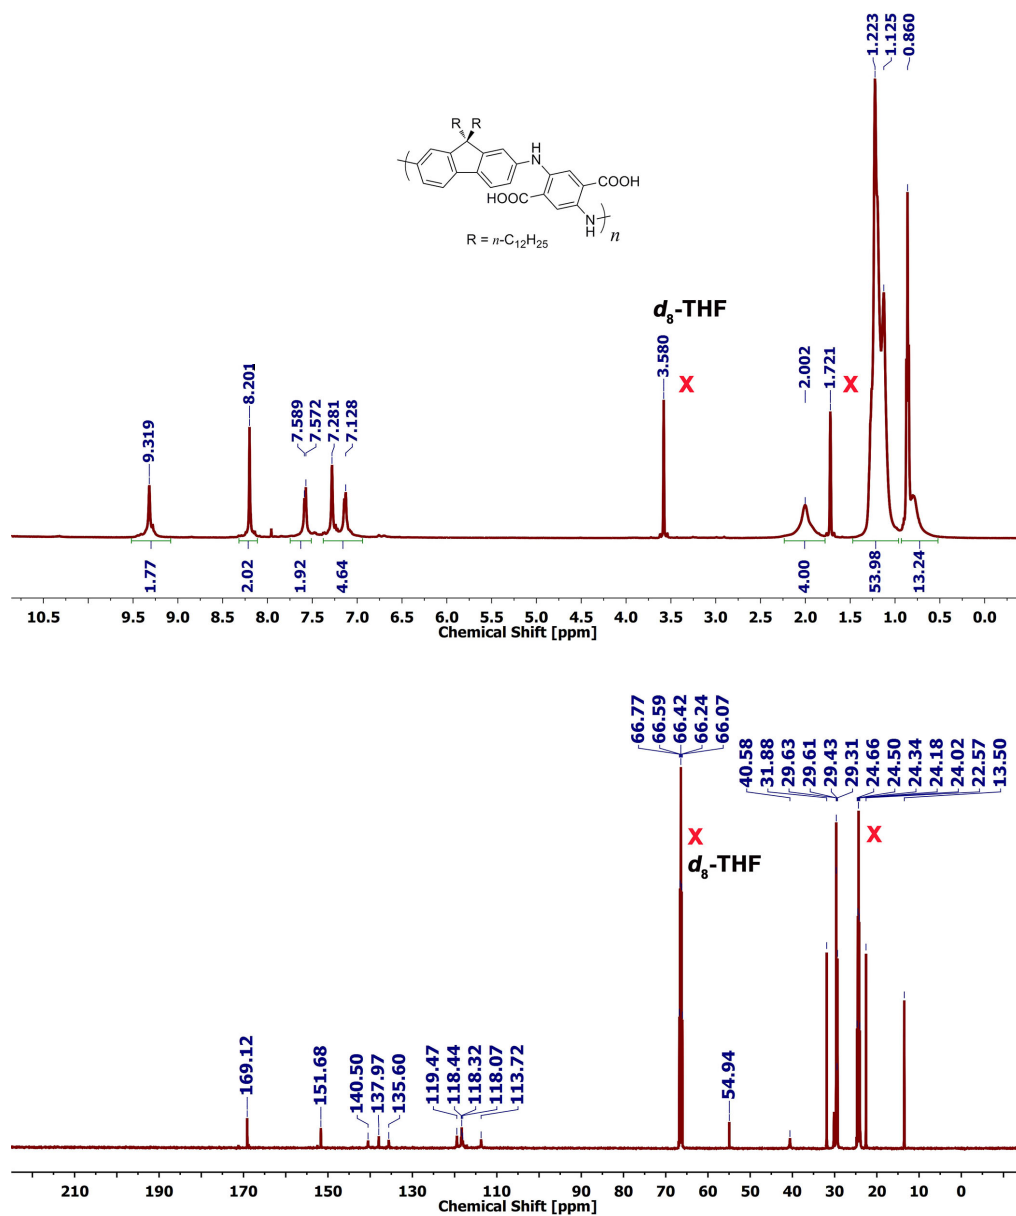 1.223
1.125
0.860
R R
H
N
COOH
HOOC
N
H
n
R = n-C12H25
d8-THF
9.319
8.201
7.589
7.572
7.281
7.128
3.580
X
2.002
1.721
X
1.77
2.02
1.92
4.64
4.00
53.98
13.24
10.5 9.5 9.0 8.5 8.0 7.5 7.0 6.5 6.0 5.5 5.0 4.5 4.0 3.5 3.0 2.5 2.0 1.5 1.0 0.5 0.0
Chemical Shift [ppm]
66.77
66.59
66.42
66.24
66.07
40.58
31.88
29.63
29.61
29.43
29.31
24.66
24.50
24.34
24.18
24.02
22.57
13.50
X
d8-THF
X
169.12
151.68
140.50
137.97
135.60
119.47
118.44
118.32
118.07
113.72
54.94
210 190 170 150 130 110 90 80 70 60 50 40 30 20 10 0
Chemical Shift [ppm]